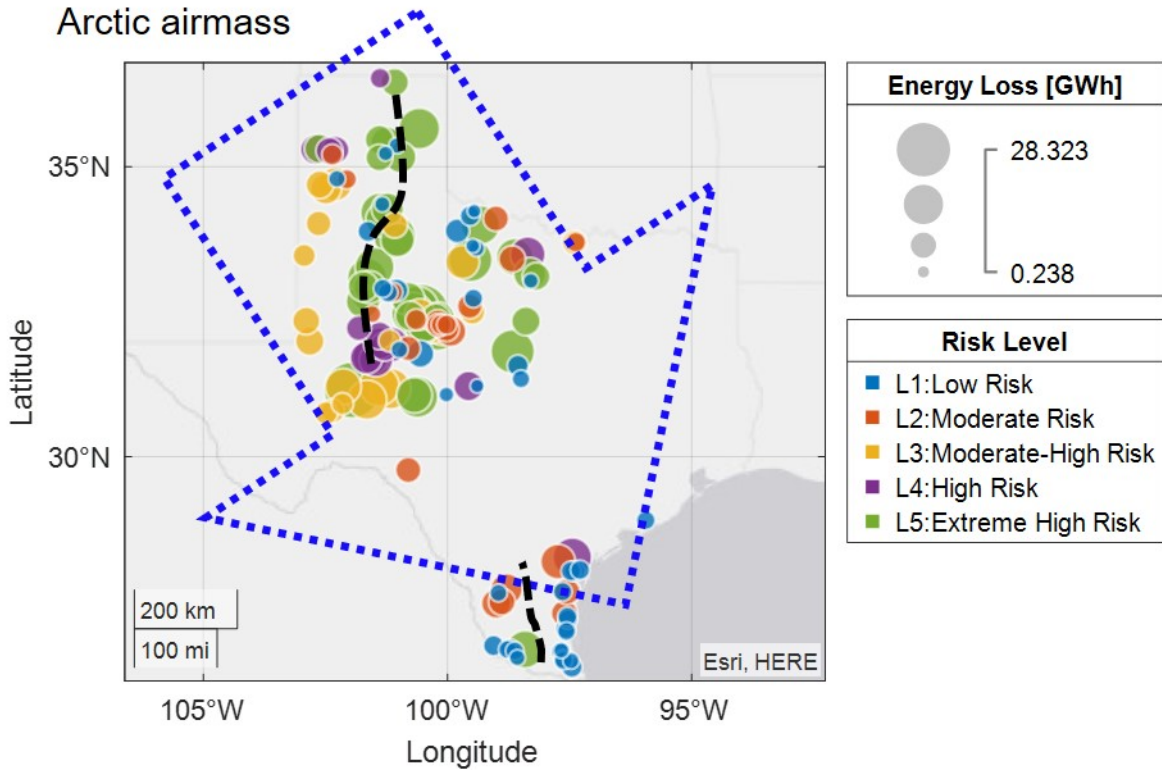 Arctic airmass
Latitude
35°N
30°N
105°W
100°W
95°W
Longitude
200 km
100 mi
Esri, HERE
Energy Loss [GWh]
28.323
0.238
Risk Level
L1:Low Risk
L2:Moderate Risk
L3:Moderate-High Risk
L4:High Risk
L5:Extreme High Risk